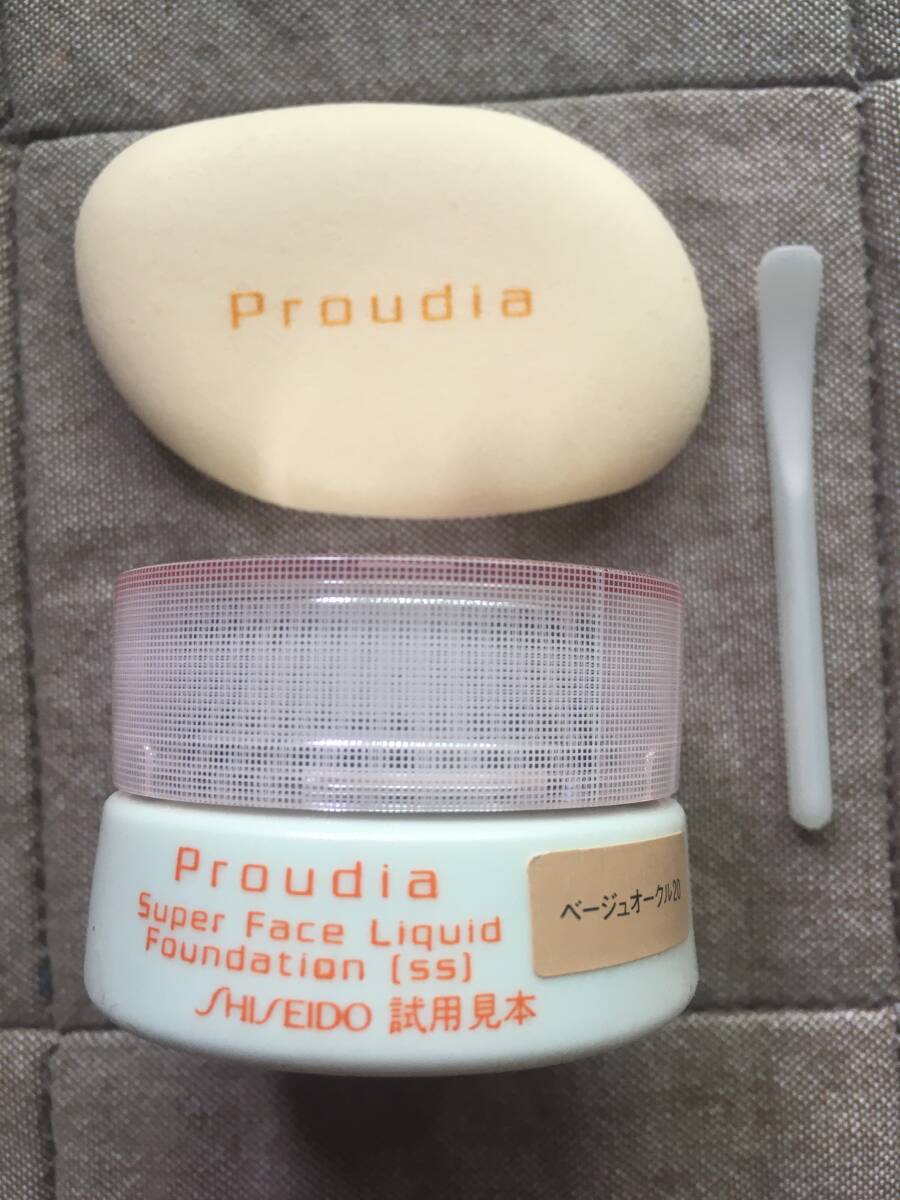 Proudia
Proudia
Super Face Liquid
Foundation (ss)
SHISEIDO 試用見本
ベージュオークル20